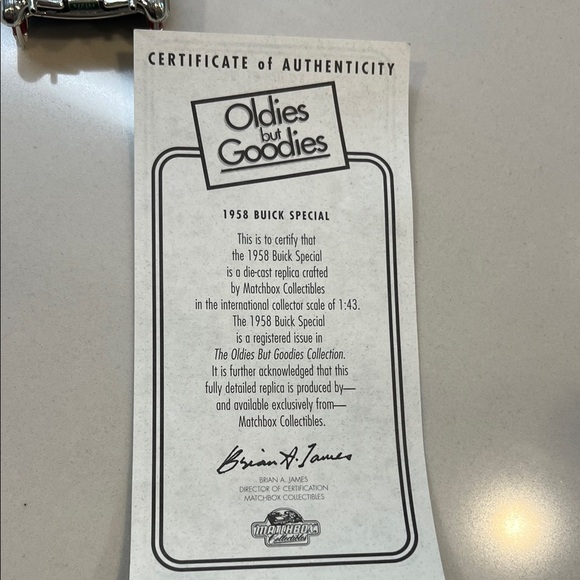 CERTIFICATE of AUTHENTICITY
Oldies
but
Goodies
1958 BUICK SPECIAL
This is to certify that
the 1958 Buick Special
is a die-cast replica crafted
by Matchbox Collectibles
in the international collector scale of 1:43.
The 1958 Buick Special
is a registered issue in
The Oldies But Goodies Collection.
It is further acknowledged that this
fully detailed replica is produced by—
and available exclusively from—
Matchbox Collectibles.
Brian A. James
BRIAN A. JAMES
DIRECTOR OF CERTIFICATION
MATCHBOX COLLECTIBLES
MATCHBOX
Collectibles